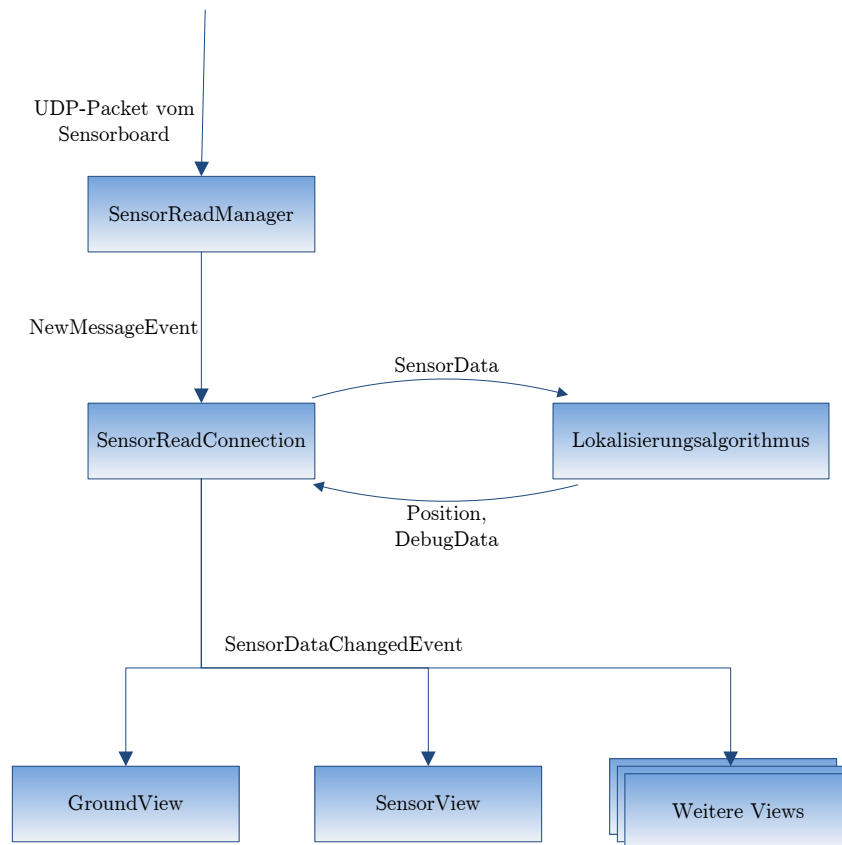 UDP-Packet vom
Sensorboard
SensorReadManager
NewMessageEvent
SensorData
SensorReadConnection
Lokalisierungsalgorithmus
Position,
DebugData
SensorDataChangedEvent
GroundView
SensorView
Weitere Views